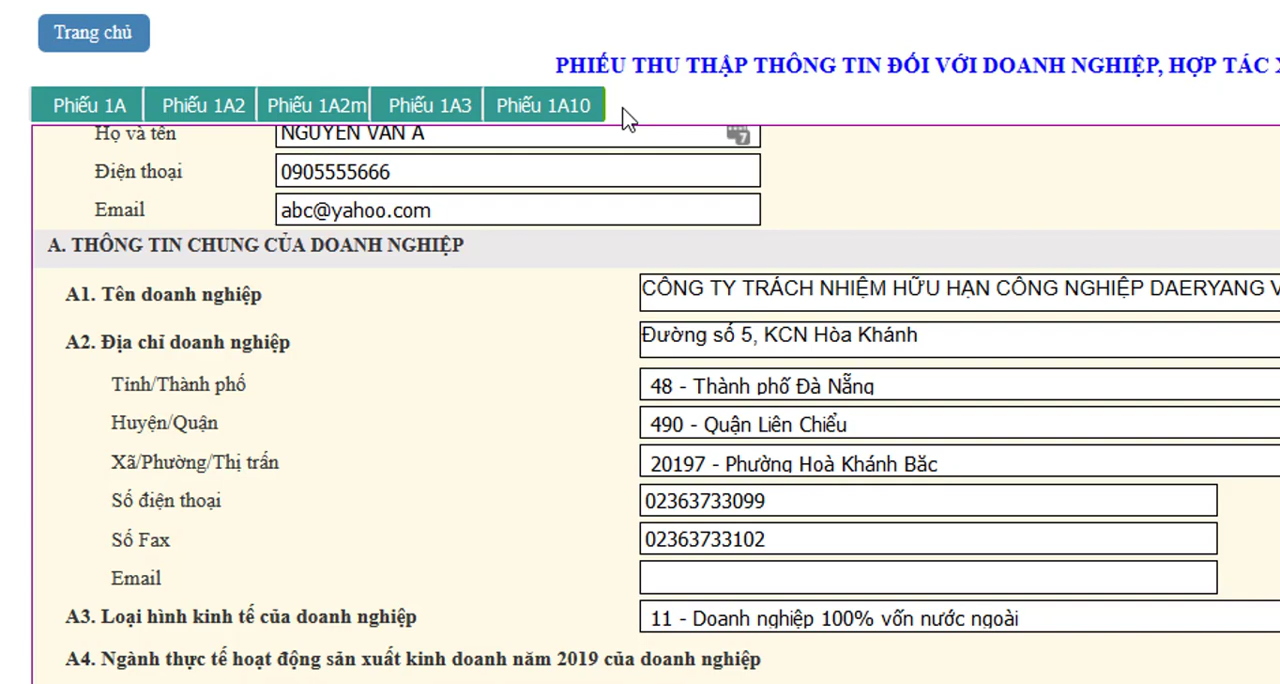 Trang chủ
PHIẾU THU THẬP THÔNG TIN ĐỐI VỚI DOANH NGHIỆP, HỢP TÁC
Phiếu 1A Phiếu 1A2 Phiếu 1A2m Phiếu 1A3 Phiếu 1A10
Họ và tên NGUYEN VAN A
Điện thoại 0905555666
Email abc@yahoo.com
A. THÔNG TIN CHUNG CỦA DOANH NGHIỆP
A1. Tên doanh nghiệp CÔNG TY TRÁCH NHIỆM HỮU HẠN CÔNG NGHIỆP DAERYANG V
A2. Địa chỉ doanh nghiệp Đường số 5, KCN Hòa Khánh
Tỉnh/Thành phố 48 - Thành phố Đà Nẵng
Huyện/Quận 490 - Quận Liên Chiểu
Xã/Phường/Thị trấn 20197 - Phường Hoà Khánh Bắc
Số điện thoại 02363733099
Số Fax 02363733102
Email
A3. Loại hình kinh tế của doanh nghiệp 11 - Doanh nghiệp 100% vốn nước ngoài
A4. Ngành thực tế hoạt động sản xuất kinh doanh năm 2019 của doanh nghiệp